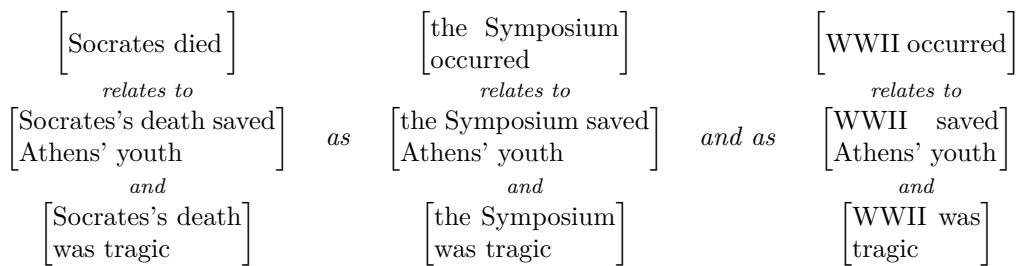 Socrates died
the Symposium
occurred
WWII occurred
relates to
relates to
relates to
Socrates's death saved
Athens' youth
as
the Symposium saved
Athens' youth
and as
WWII saved
Athens' youth
and
and
and
Socrates's death
was tragic
the Symposium
was tragic
WWII was
tragic